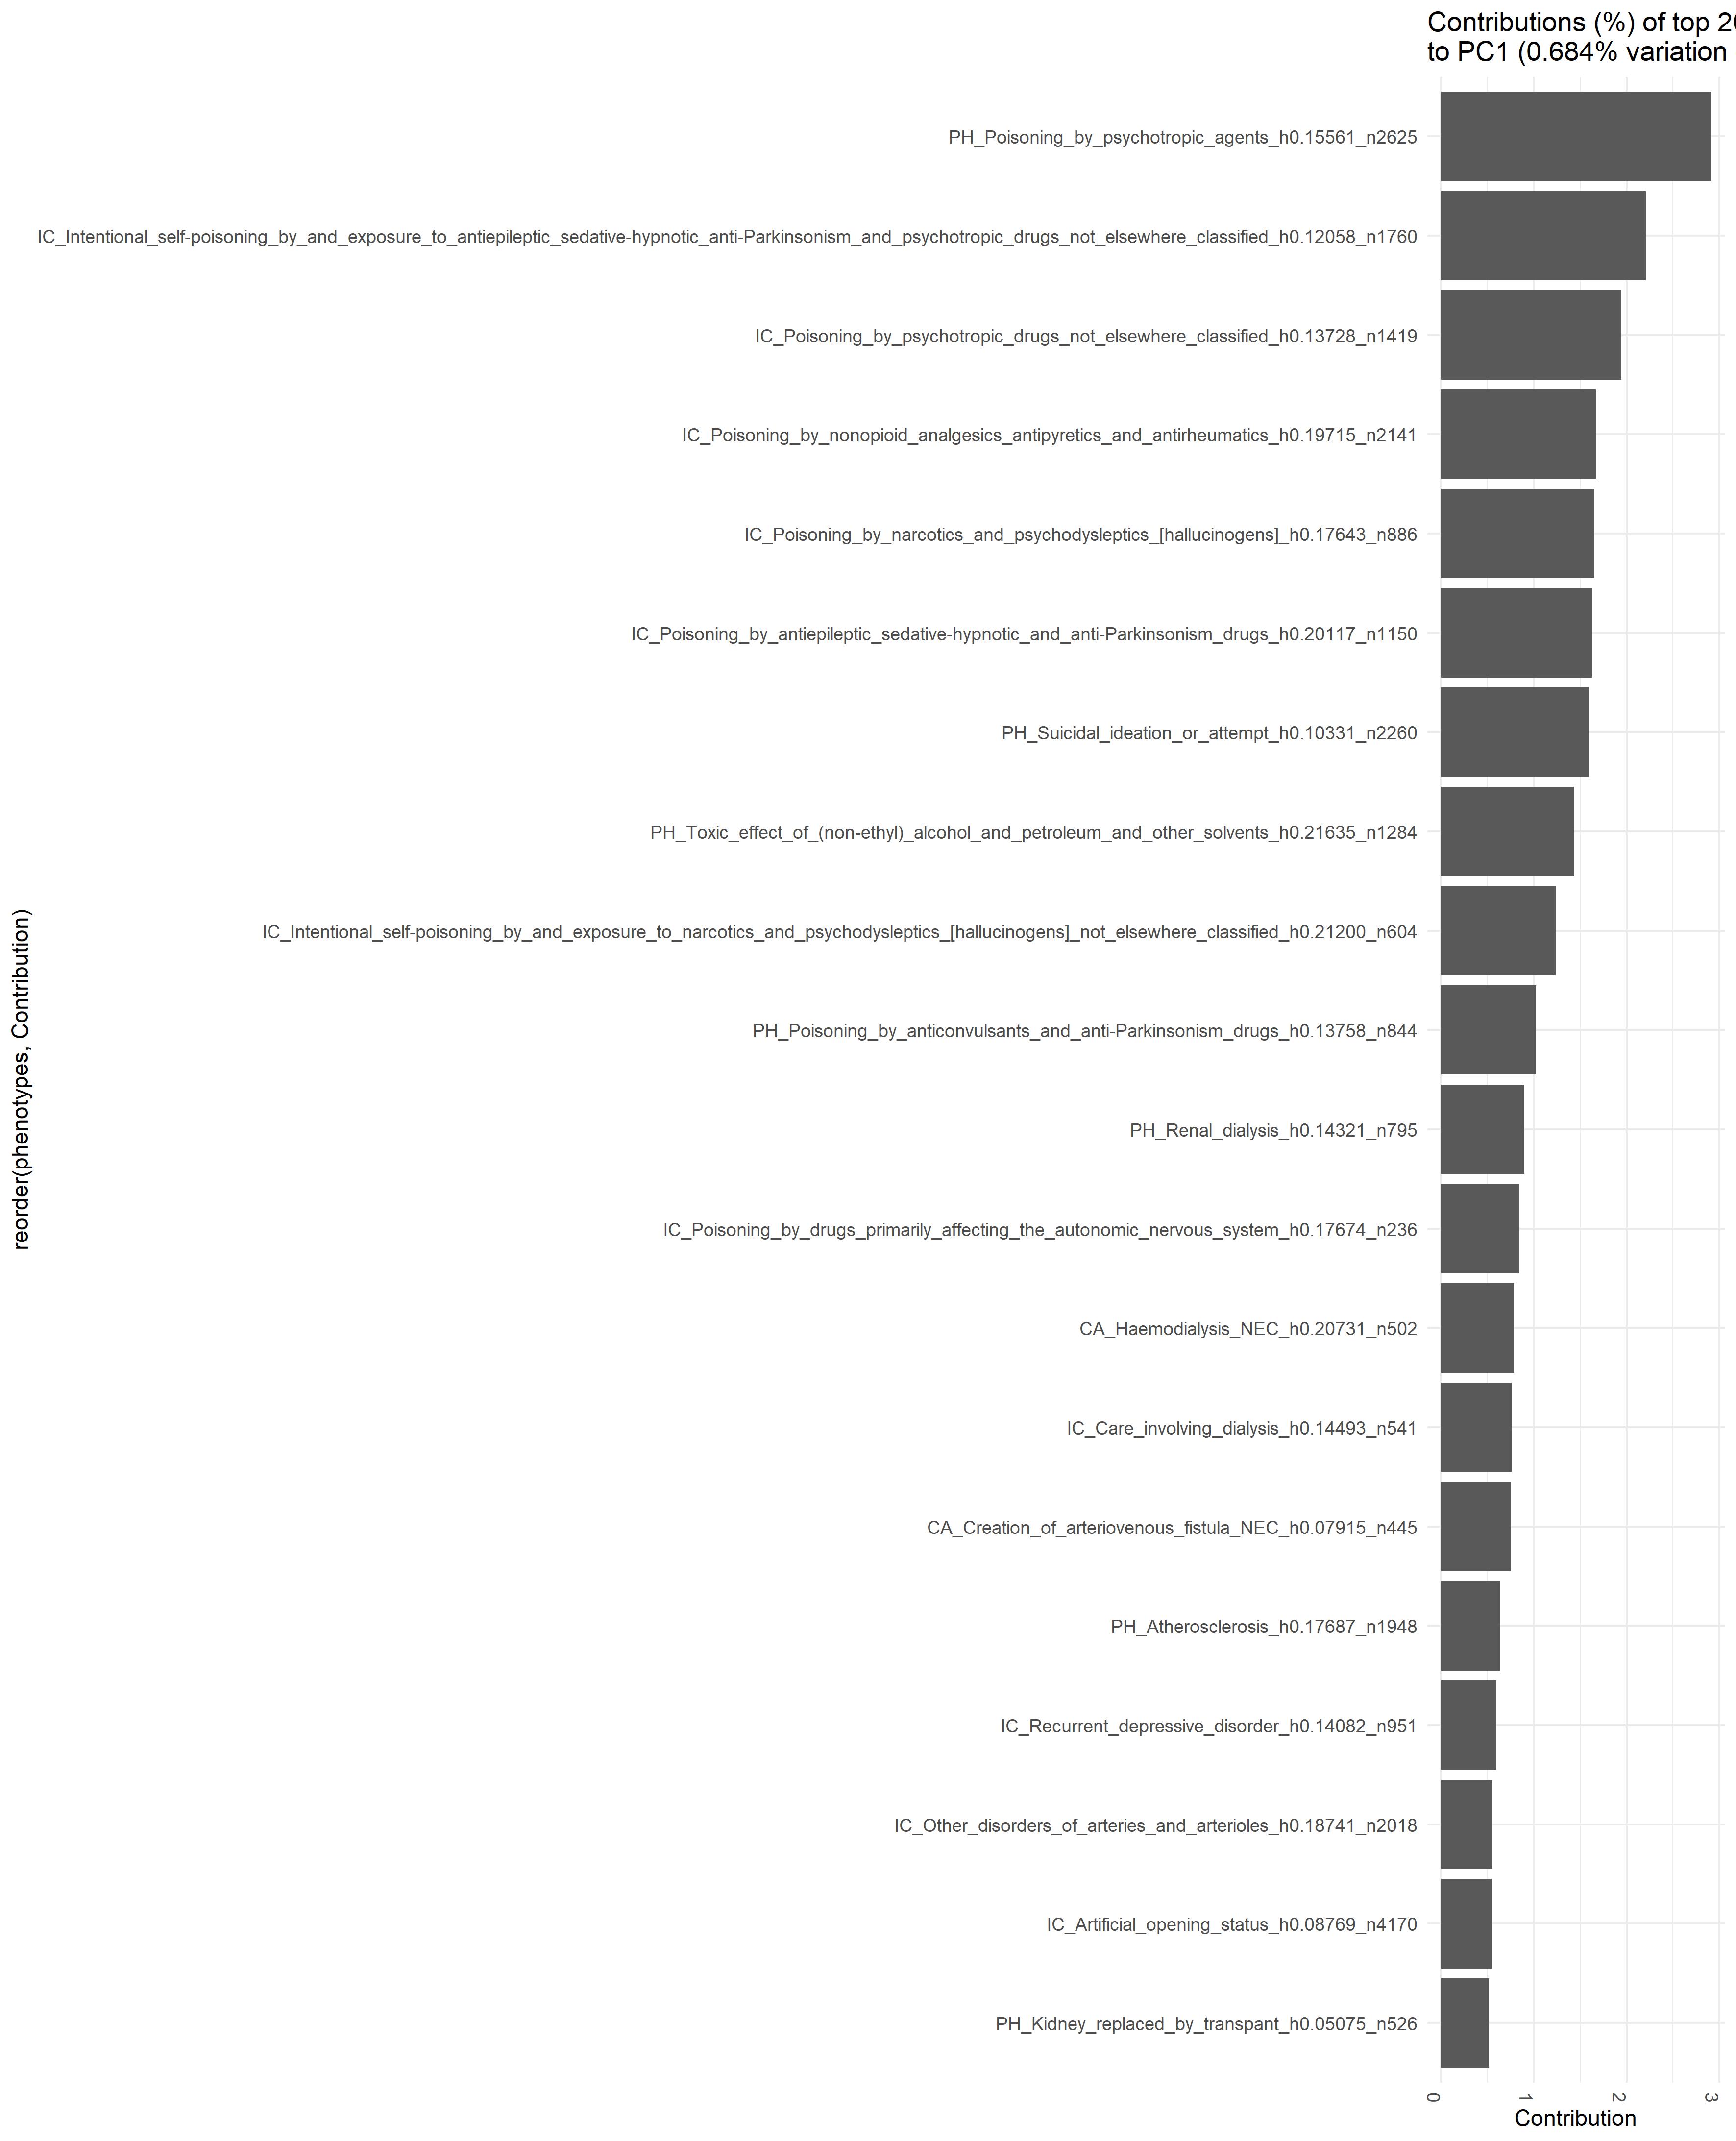 Contributions (%) of top 20
to PC1 (0.684% variation
PH_Poisoning_by_psychotropic_agents_h0.15561_n2625
IC_Intentional_self-poisoning_by_and_exposure_to_antiepileptic_sedative-hypnotic_anti-Parkinsonism_and_psychotropic_drugs_not_elsewhere_classified_h0.12058_n1760
IC_Poisoning_by_psychotropic_drugs_not_elsewhere_classified_h0.13728_n1419
IC_Poisoning_by_nonopioid_analgesics_antipyretics_and_antirheumatics_h0.19715_n2141
IC_Poisoning_by_narcotics_and_psychodysleptics_[hallucinogens]_h0.17643_n886
IC_Poisoning_by_antiepileptic_sedative-hypnotic_and_anti-Parkinsonism_drugs_h0.20117_n1150
PH_Suicidal_ideation_or_attempt_h0.10331_n2260
PH_Toxic_effect_of_(non-ethyl)_alcohol_and_petroleum_and_other_solvents_h0.21635_n1284
IC_Intentional_self-poisoning_by_and_exposure_to_narcotics_and_psychodysleptics_[hallucinogens]_not_elsewhere_classified_h0.21200_n604
PH_Poisoning_by_anticonvulsants_and_anti-Parkinsonism_drugs_h0.13758_n844
PH_Renal_dialysis_h0.14321_n795
IC_Poisoning_by_drugs_primarily_affecting_the_autonomic_nervous_system_h0.17674_n236
CA_Haemodialysis_NEC_h0.20731_n502
IC_Care_involving_dialysis_h0.14493_n541
CA_Creation_of_arteriovenous_fistula_NEC_h0.07915_n445
PH_Atherosclerosis_h0.17687_n1948
IC_Recurrent_depressive_disorder_h0.14082_n951
IC_Other_disorders_of_arteries_and_arterioles_h0.18741_n2018
IC_Artificial_opening_status_h0.08769_n4170
PH_Kidney_replaced_by_transpant_h0.05075_n526
reorder(phenotypes, Contribution)
0 1 2 3
Contribution